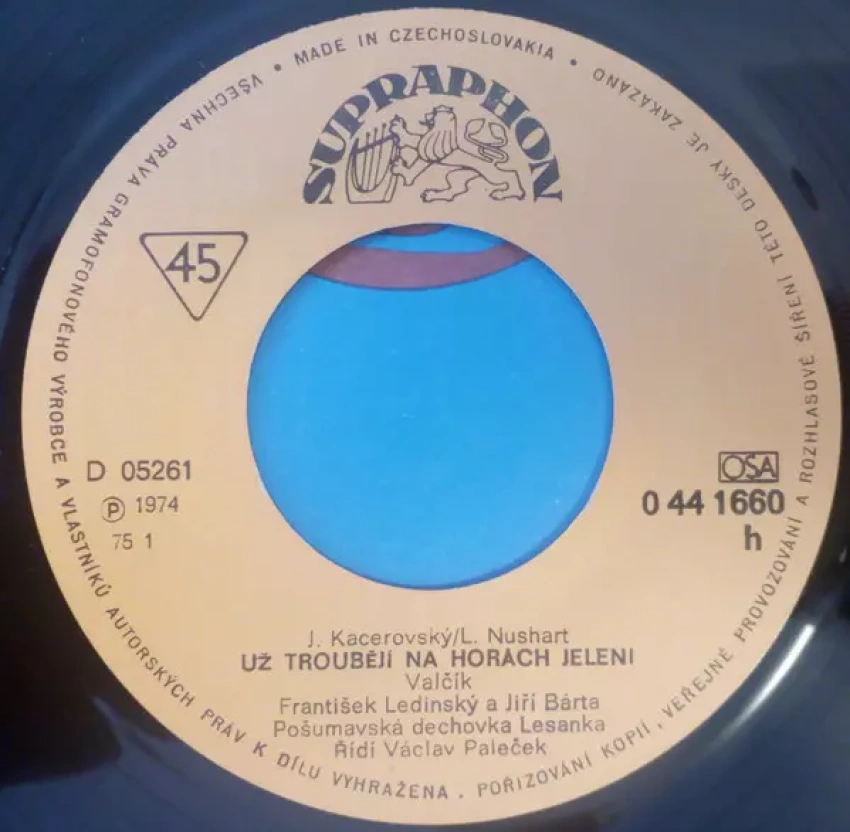 VŠECHNA PRÁVA GRAMOFONOVÉHO VÝROBCE A VLASTNÍKŮ AUTORSKÝCH PRÁV K DÍLU VYHRAŽENA . POŘIZOVÁNÍ KOPIÍ , VEŘEJNÉ PROVOZOVÁNÍ A ROZHLASOVÉ ŠÍŘENÍ TÉTO DESKY JE ZAKÁZÁNO
• MADE IN CZECHOSLOVAKIA •
SUPRAPHON
45
D 05261
Ⓟ 1974
75 1
OSA
0 44 1660
h
J. Kacerovský/L. Nushart
UŽ TROUBĚJÍ NA HORÁCH JELENI
Valčík
František Ledinský a Jiří Bárta
Pošumavská dechovka Lesanka
Řídí Václav Paleček